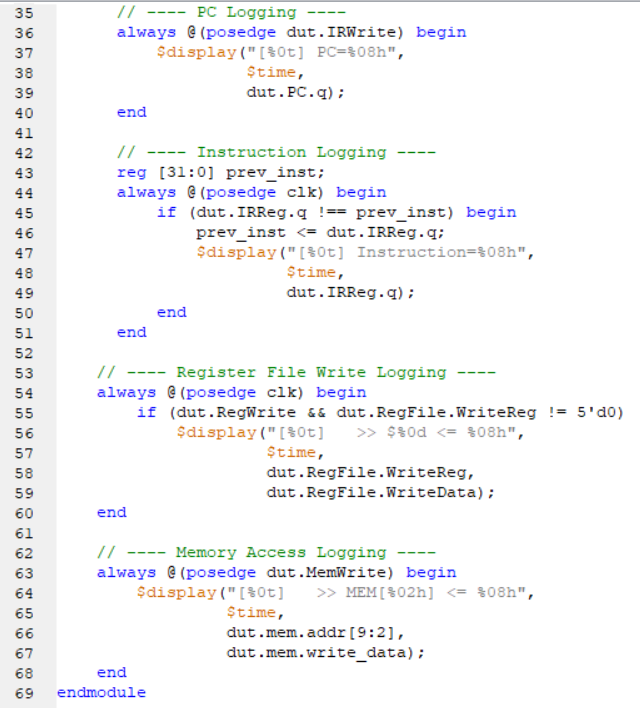 35 // ---- PC Logging ----
36 always @(posedge dut.IRWrite) begin
37 $display("[%0t] PC=%08h",
38 $time,
39 dut.PC.q);
40 end
41
42 // ---- Instruction Logging ----
43 reg [31:0] prev_inst;
44 always @(posedge clk) begin
45 if (dut.IRReg.q !== prev_inst) begin
46 prev_inst <= dut.IRReg.q;
47 $display("[%0t] Instruction=%08h",
48 $time,
49 dut.IRReg.q);
50 end
51 end
52
53 // ---- Register File Write Logging ----
54 always @(posedge clk) begin
55 if (dut.RegWrite && dut.RegFile.WriteReg != 5'd0)
56 $display("[%0t]   >> $%0d <= %08h",
57 $time,
58 dut.RegFile.WriteReg,
59 dut.RegFile.WriteData);
60 end
61
62 // ---- Memory Access Logging ----
63 always @(posedge dut.MemWrite) begin
64 $display("[%0t]   >> MEM[%02h] <= %08h",
65 $time,
66 dut.mem.addr[9:2],
67 dut.mem.write_data);
68 end
69 endmodule